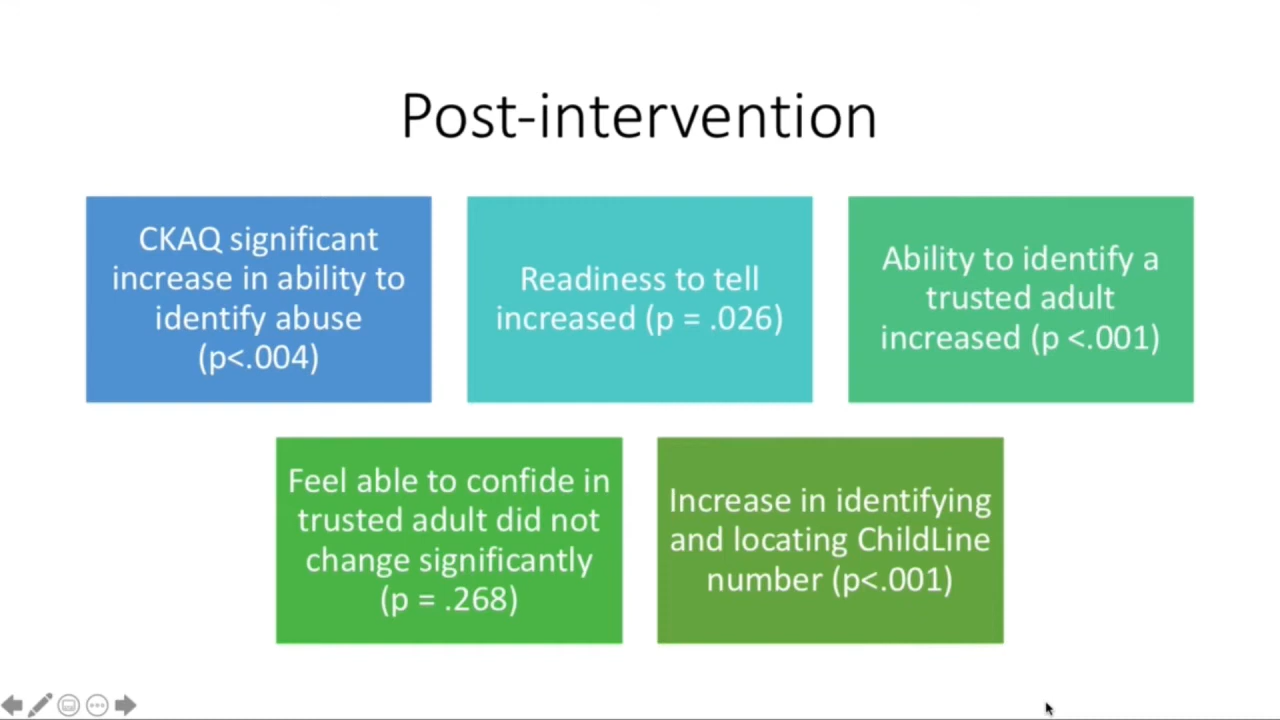 Post-intervention
CKAQ significant
increase in ability to
identify abuse
(p<.004)
Readiness to tell
increased (p = .026)
Ability to identify a
trusted adult
increased (p <.001)
Feel able to confide in
trusted adult did not
change significantly
(p = .268)
Increase in identifying
and locating ChildLine
number (p<.001)